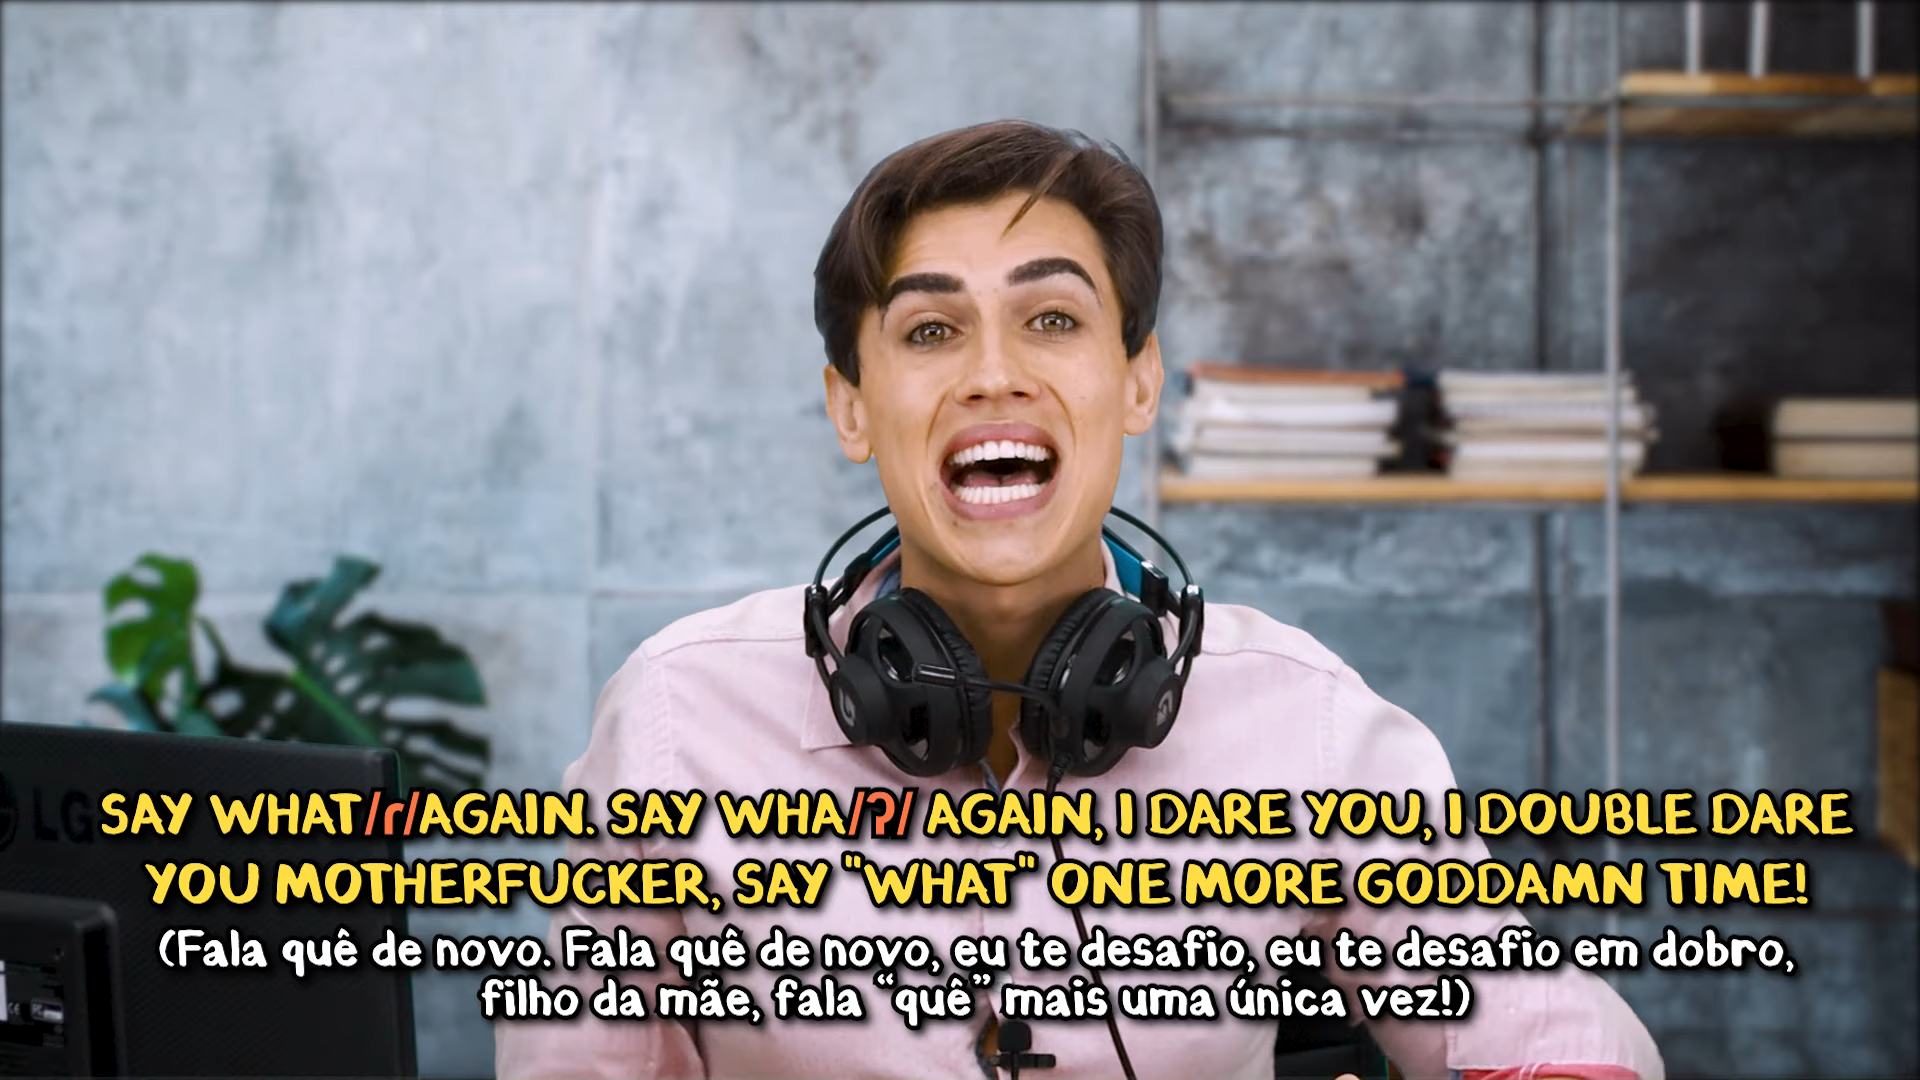 LG
SAY WHAT/ɾ/AGAIN. SAY WHA/ʔ/ AGAIN, I DARE YOU, I DOUBLE DARE
YOU MOTHERFUCKER, SAY "WHAT" ONE MORE GODDAMN TIME!
(Fala quê de novo. Fala quê de novo, eu te desafio, eu te desafio em dobro,
filho da mãe, fala “quê” mais uma única vez!)